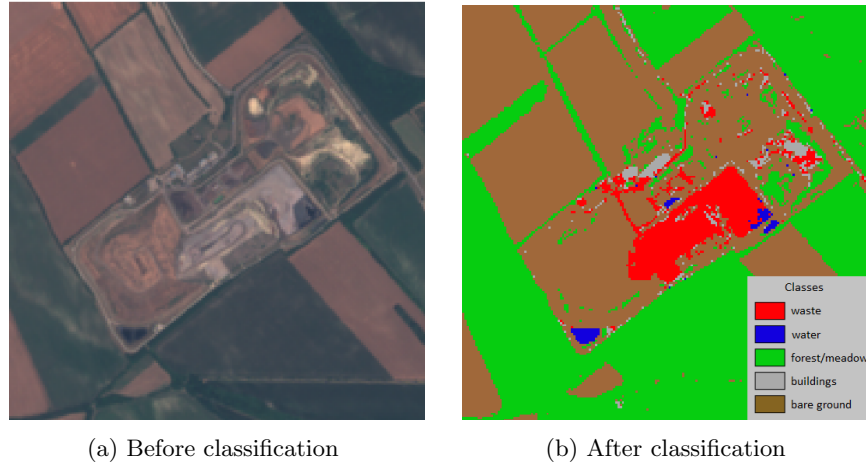 Classes
waste
water
forest/meadow
buildings
bare ground
(a) Before classification
(b) After classification